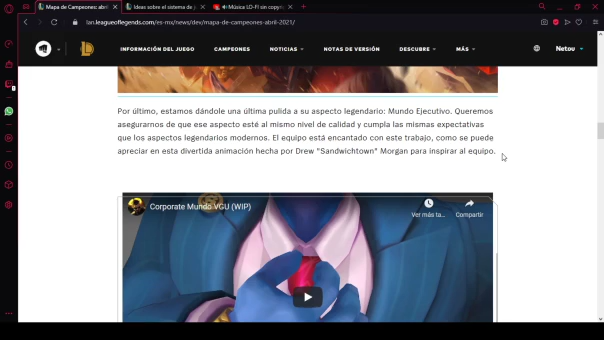 Mapa de Campeones: abril
Ideas sobre el sistema de j
Música LO-FI sin copyri
lan.leagueoflegends.com/es-mx/news/dev/mapa-de-campeones-abril-2021/
INFORMACIÓN DEL JUEGO CAMPEONES NOTICIAS NOTAS DE VERSIÓN DESCUBRE MÁS Netou
Por último, estamos dándole una última pulida a su aspecto legendario: Mundo Ejecutivo. Queremos
asegurarnos de que ese aspecto esté al mismo nivel de calidad y cumpla las mismas expectativas
que los aspectos legendarios modernos. El equipo está encantado con este trabajo, como se puede
apreciar en esta divertida animación hecha por Drew "Sandwichtown" Morgan para inspirar al equipo.
Corporate Mundo VGU (WIP)
Ver más ta... Compartir